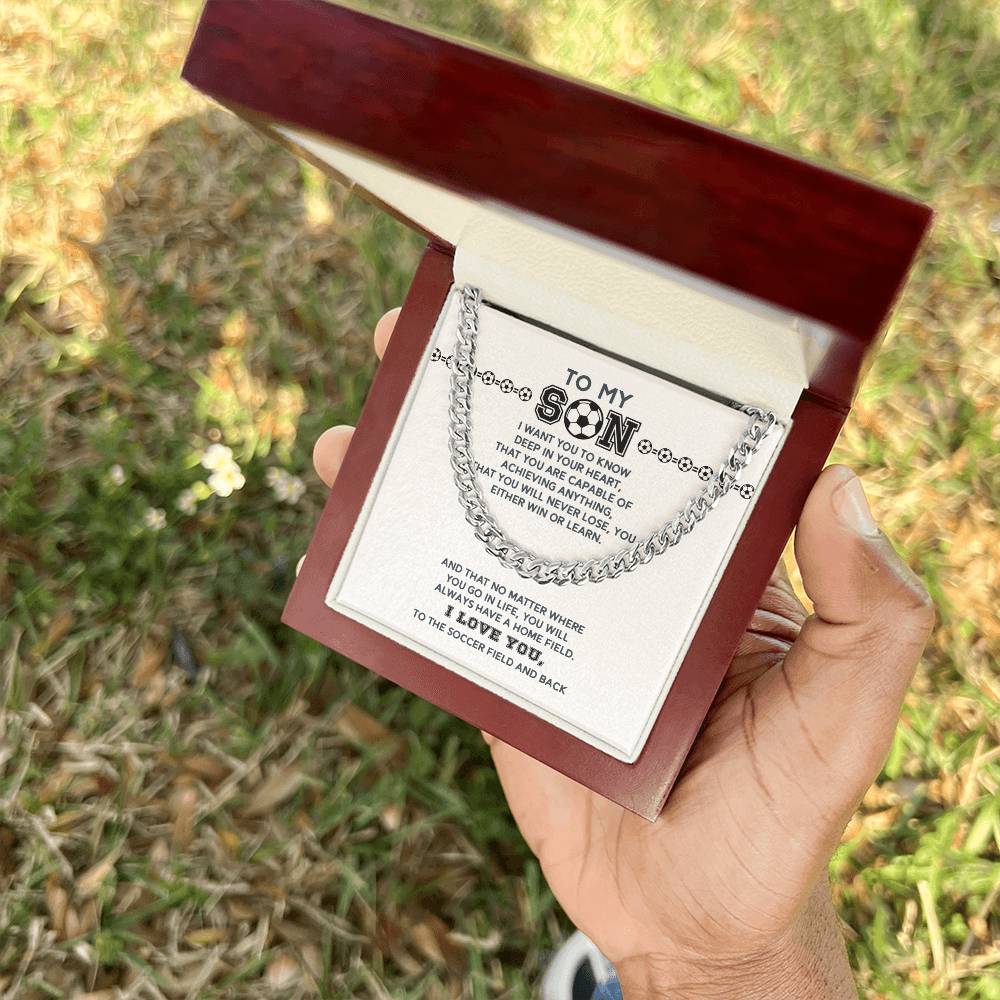 TO MY
SON
I WANT YOU TO KNOW
DEEP IN YOUR HEART,
THAT YOU ARE CAPABLE OF
ACHIEVING ANYTHING,
THAT YOU WILL NEVER LOSE, YOU
EITHER WIN OR LEARN.
AND THAT NO MATTER WHERE
YOU GO IN LIFE, YOU WILL
ALWAYS HAVE A HOME FIELD.
I LOVE YOU,
TO THE SOCCER FIELD AND BACK